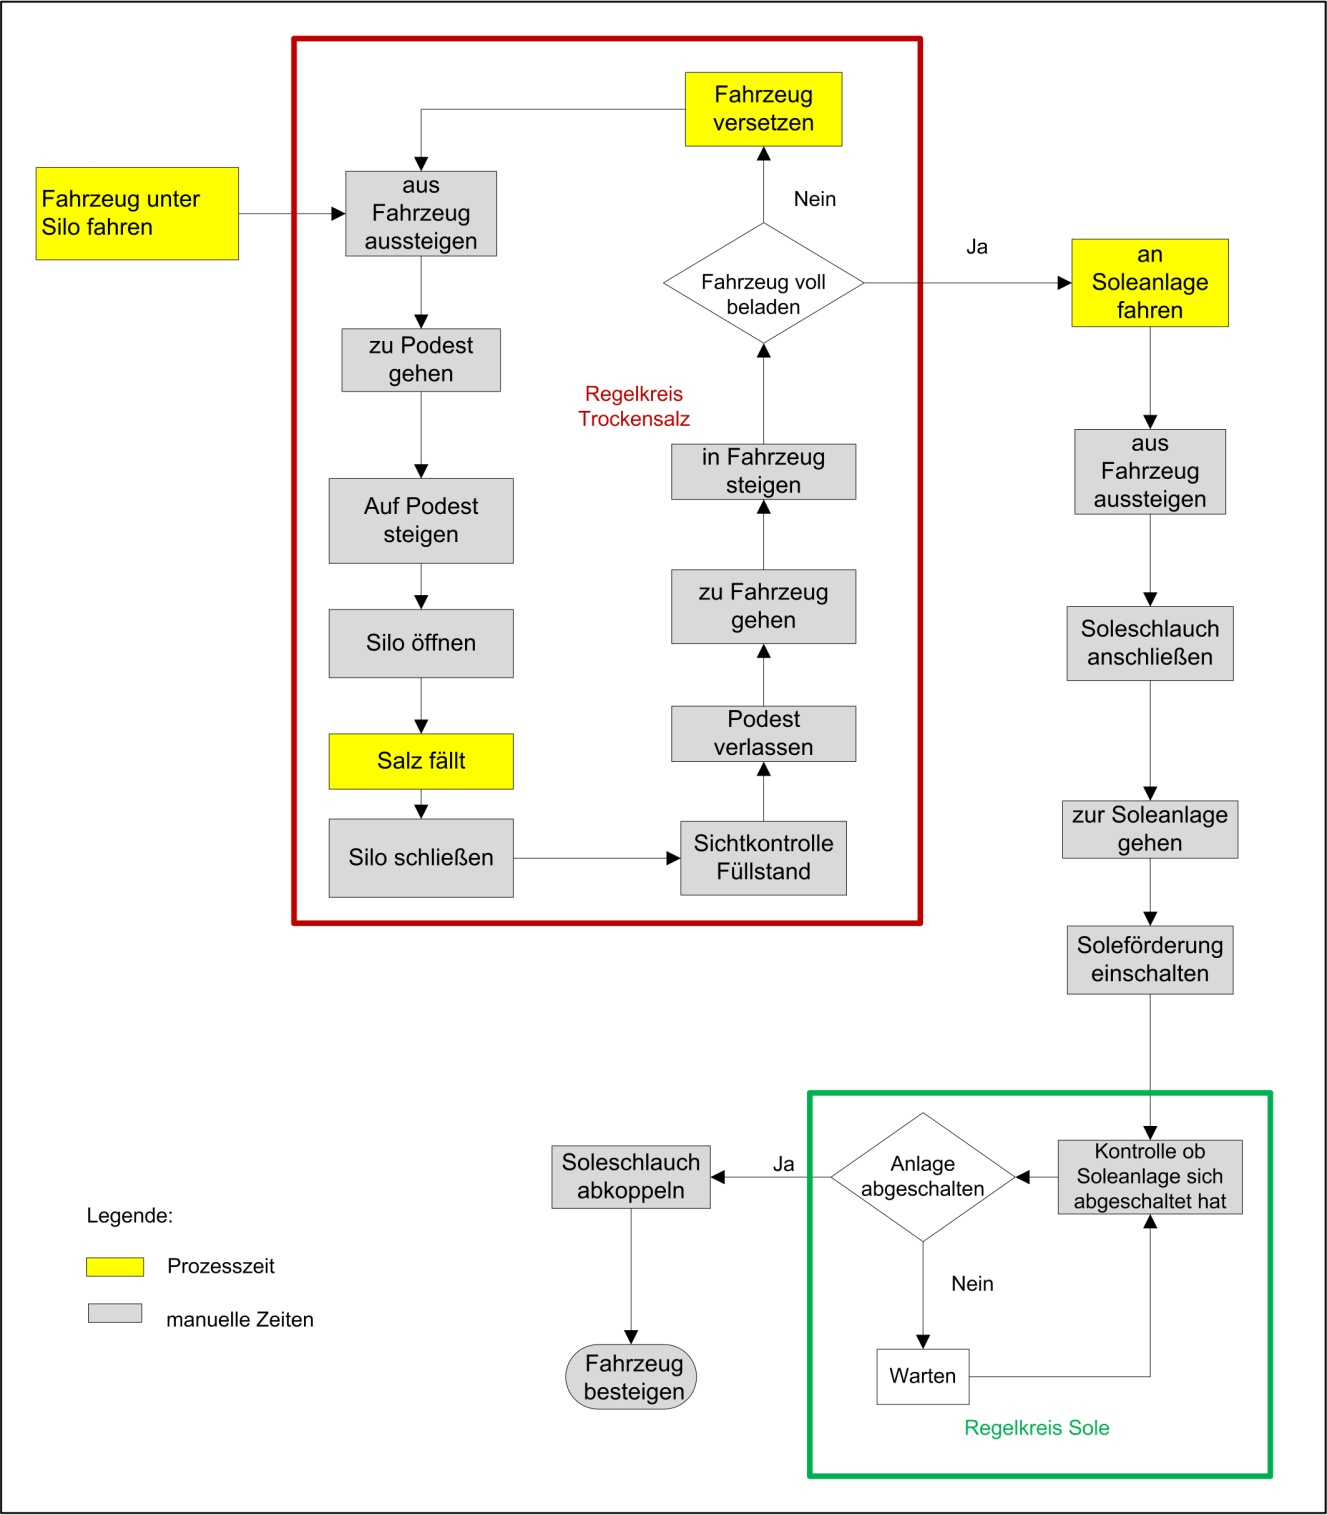 Fahrzeug unter
Silo fahren
Fahrzeug
versetzen
aus
Fahrzeug
aussteigen
zu Podest
gehen
Auf Podest
steigen
Silo öffnen
Salz fällt
Silo schließen
Sichtkontrolle
Füllstand
Podest
verlassen
zu Fahrzeug
gehen
in Fahrzeug
steigen
Regelkreis
Trockensalz
Fahrzeug voll
beladen
Nein
Ja
an
Soleanlage
fahren
aus
Fahrzeug
aussteigen
Soleschlauch
anschließen
zur Soleanlage
gehen
Soleförderung
einschalten
Kontrolle ob
Soleanlage sich
abgeschaltet hat
Anlage
abgeschalten
Nein
Warten
Regelkreis Sole
Ja
Soleschlauch
abkoppeln
Fahrzeug
besteigen
Legende:
Prozesszeit
manuelle Zeiten